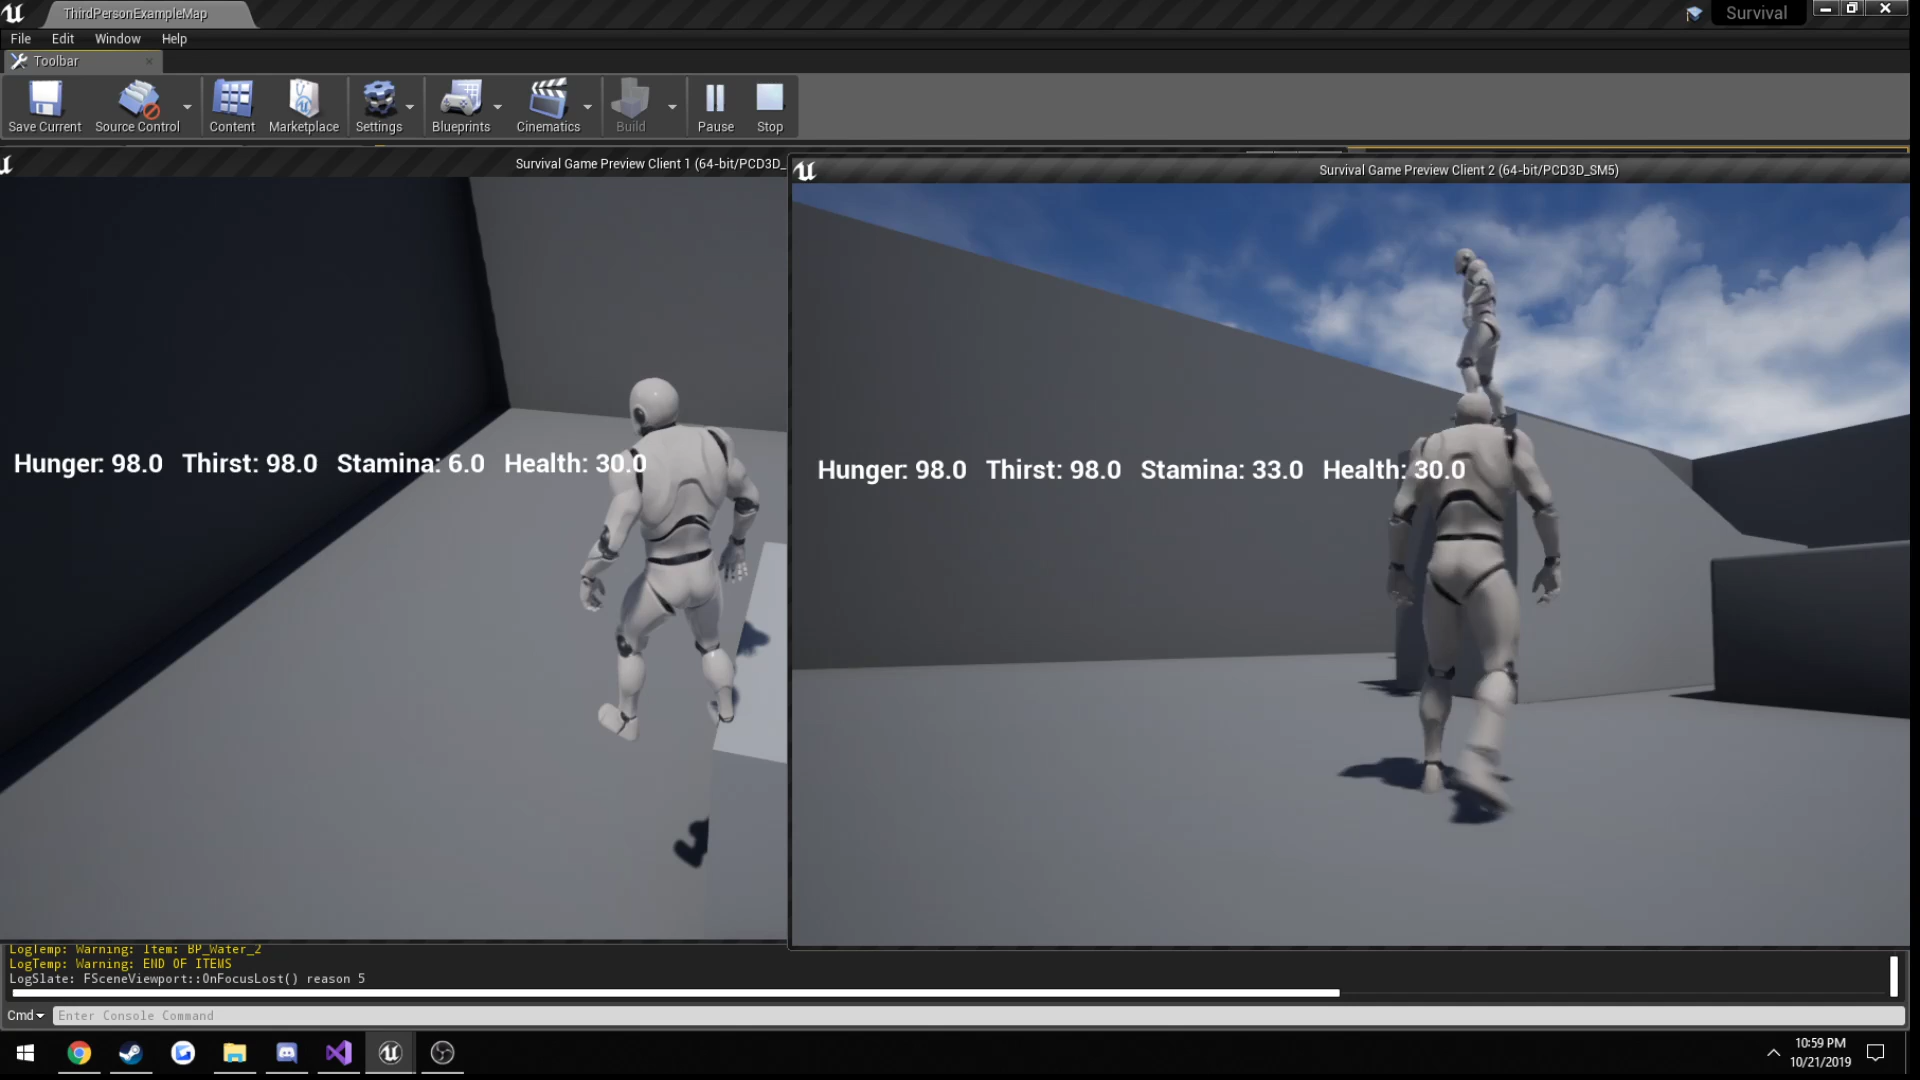 ThirdPersonExampleMap
Survival
File Edit Window Help
Toolbar
Save Current Source Control Content Marketplace Settings Blueprints Cinematics Build Pause Stop
Survival Game Preview Client 1 (64-bit/PCD3D_
Survival Game Preview Client 2 (64-bit/PCD3D_SM5)
Hunger: 98.0 Thirst: 98.0 Stamina: 6.0 Health: 30.0
Hunger: 98.0 Thirst: 98.0 Stamina: 33.0 Health: 30.0
LogTemp: Warning: Item: BP_Water_2
LogTemp: Warning: END OF ITEMS
LogSlate: FSceneViewport::OnFocusLost() reason 5
Cmd Enter Console Command
10:59 PM
10/21/2019